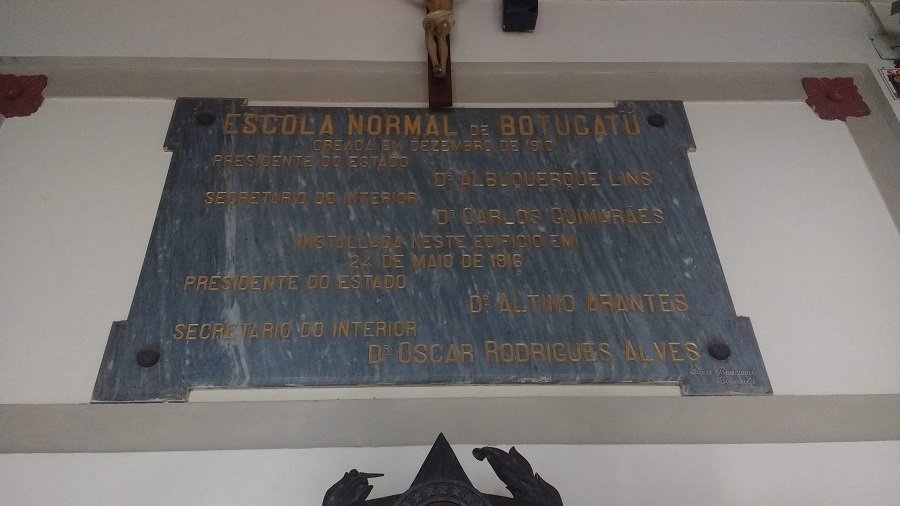 ESCOLA NORMAL DE BOTUCATÚ
CREADA EM DEZEMBRO DE 1910
PRESIDENTE DO ESTADO
DR ALBUQUERQUE LINS
SECRETARIO DO INTERIOR
DR CARLOS GUIMARÃES
INSTALLADA NESTE EDIFICIO EM
24 DE MAIO DE 1916
PRESIDENTE DO ESTADO
DR ALTINO ARANTES
SECRETARIO DO INTERIOR
DR OSCAR RODRIGUES ALVES
Botucatú